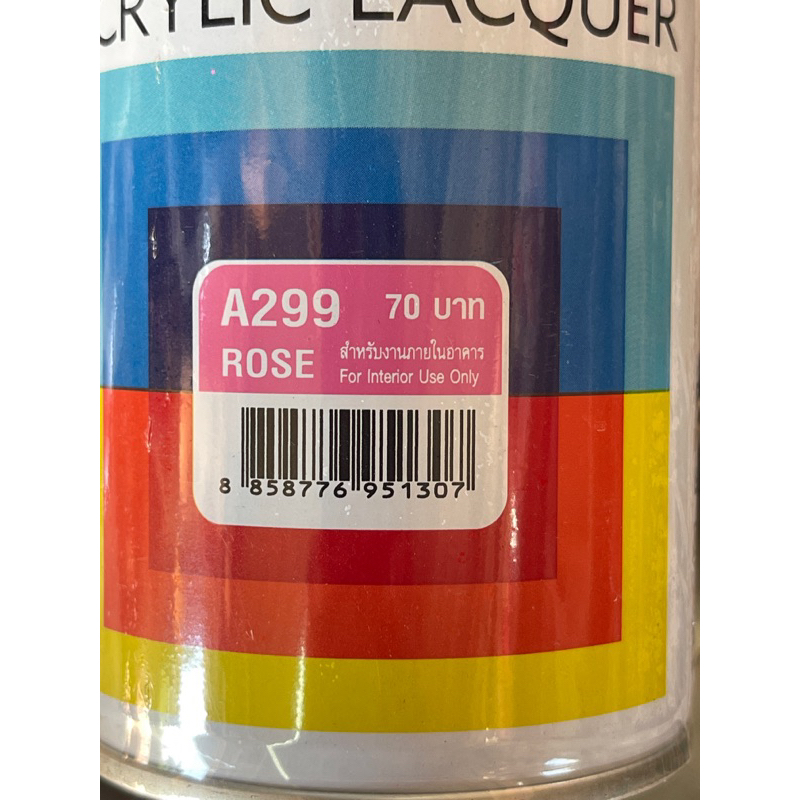 CRYLIC LACQUER
A299 70 บาท
ROSE สำหรับงานภายในอาคาร
For Interior Use Only
8 858776 951307